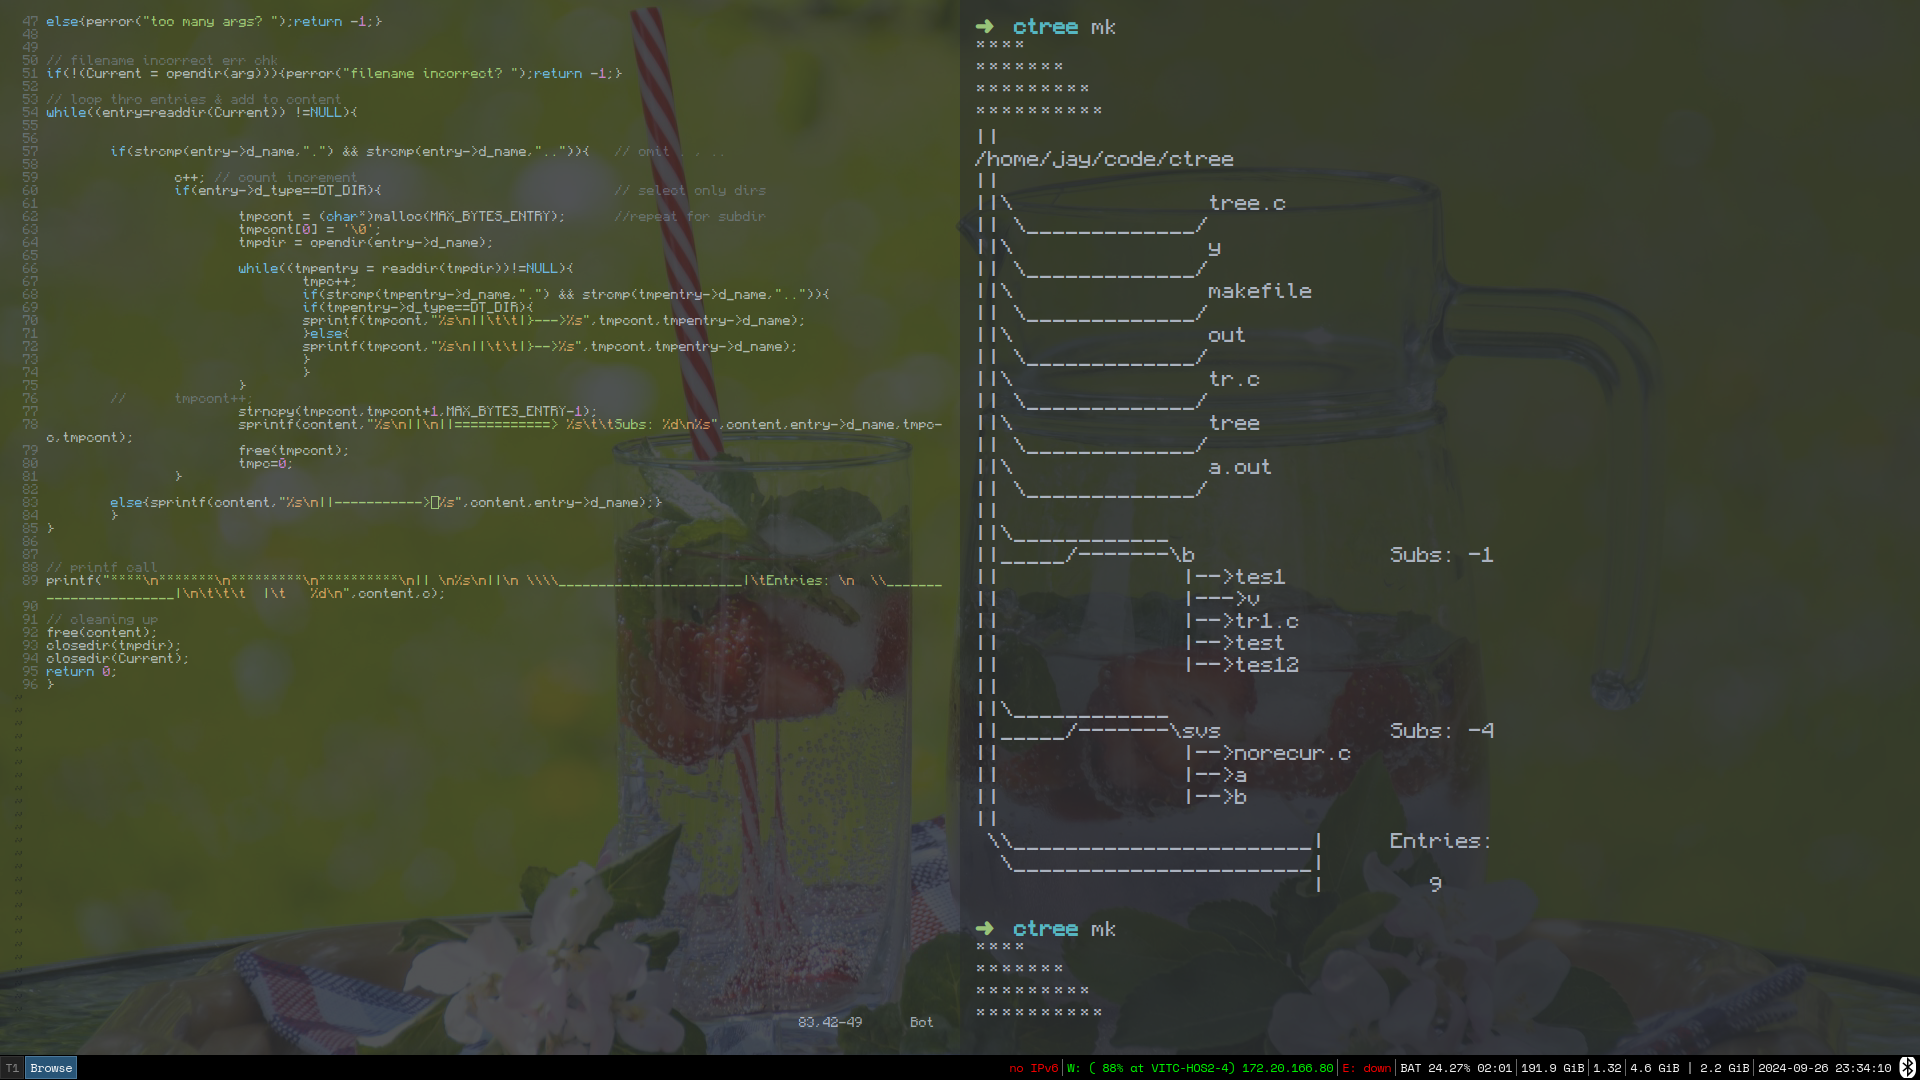 47 else{perror("too many args? ");return -1;}
48
49
50 // filename incorrect err chk
51 if(!(Current = opendir(arg))){perror("filename incorrect? ");return -1;}
52
53 // loop thro entries & add to content
54 while((entry=readdir(Current)) !=NULL){
55
56
57 if(strcmp(entry->d_name,".") && strcmp(entry->d_name,"..")){ // omit . , ..
58
59 c++; // count increment
60 if(entry->d_type==DT_DIR){ // select only dirs
61
62 tmpcont = (char*)malloc(MAX_BYTES_ENTRY); //repeat for subdir
63 tmpcont[0] = '\0';
64 tmpdir = opendir(entry->d_name);
65
66 while((tmpentry = readdir(tmpdir))!=NULL){
67 tmpc++;
68 if(strcmp(tmpentry->d_name,".") && strcmp(tmpentry->d_name,"..")){
69 if(tmpentry->d_type==DT_DIR){
70 sprintf(tmpcont,"%s\n||\t\t|}--->%s",tmpcont,tmpentry->d_name);
71 }else{
72 sprintf(tmpcont,"%s\n||\t\t|}-->%s",tmpcont,tmpentry->d_name);
73 }
74 }
75 }
76 // tmpcont++;
77 strncpy(tmpcont,tmpcont+1,MAX_BYTES_ENTRY-1);
78 sprintf(content,"%s\n||\n||============> %s\t\tSubs: %d\n%s",content,entry->d_name,tmpc-
c,tmpcont);
79 free(tmpcont);
80 tmpc=0;
81 }
82
83 else{sprintf(content,"%s\n||----------->%s",content,entry->d_name);}
84 }
85 }
86
87
88 // printf call
89 printf("****\n*******\n*********\n**********\n|| \n%s\n||\n \\\\_______________________|\tEntries: \n  \\_______
________________|\n\t\t\t  |\t   %d\n",content,c);
90
91 // cleaning up
92 free(content);
93 closedir(tmpdir);
94 closedir(Current);
95 return 0;
96 }
83,42-49 Bot
➜ ctree mk
****
*******
*********
**********
||
/home/jay/code/ctree
||
||\ tree.c
|| \_____________/
||\ y
|| \_____________/
||\ makefile
|| \_____________/
||\ out
|| \_____________/
||\ tr.c
|| \_____________/
||\ tree
|| \_____________/
||\ a.out
|| \_____________/
||
||\____________
||_____/-------\b Subs: -1
|| |-->tes1
|| |--->v
|| |-->tr1.c
|| |-->test
|| |-->tes12
||
||\____________
||_____/-------\svs Subs: -4
|| |-->norecur.c
|| |-->a
|| |-->b
||
 \\_______________________| Entries:
  \_______________________|
| 9
➜ ctree mk
****
*******
*********
**********
T1 Browse
no IPv6|W: ( 88% at VITC-HOS2-4) 172.20.166.80|E: down|BAT 24.27% 02:01|191.9 GiB|1.32|4.6 GiB | 2.2 GiB|2024-09-26 23:34:10